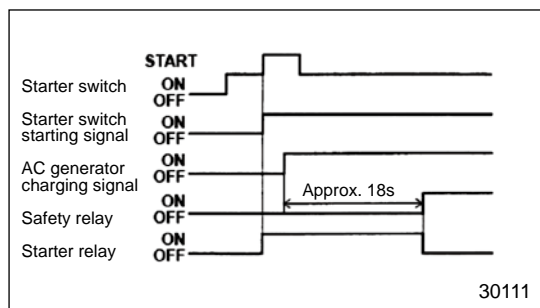 START
Starter switch ON
OFF
Starter switch
starting signal ON
OFF
AC generator
charging signal ON
OFF
Approx. 18s
Safety relay ON
OFF
Starter relay ON
OFF
30111